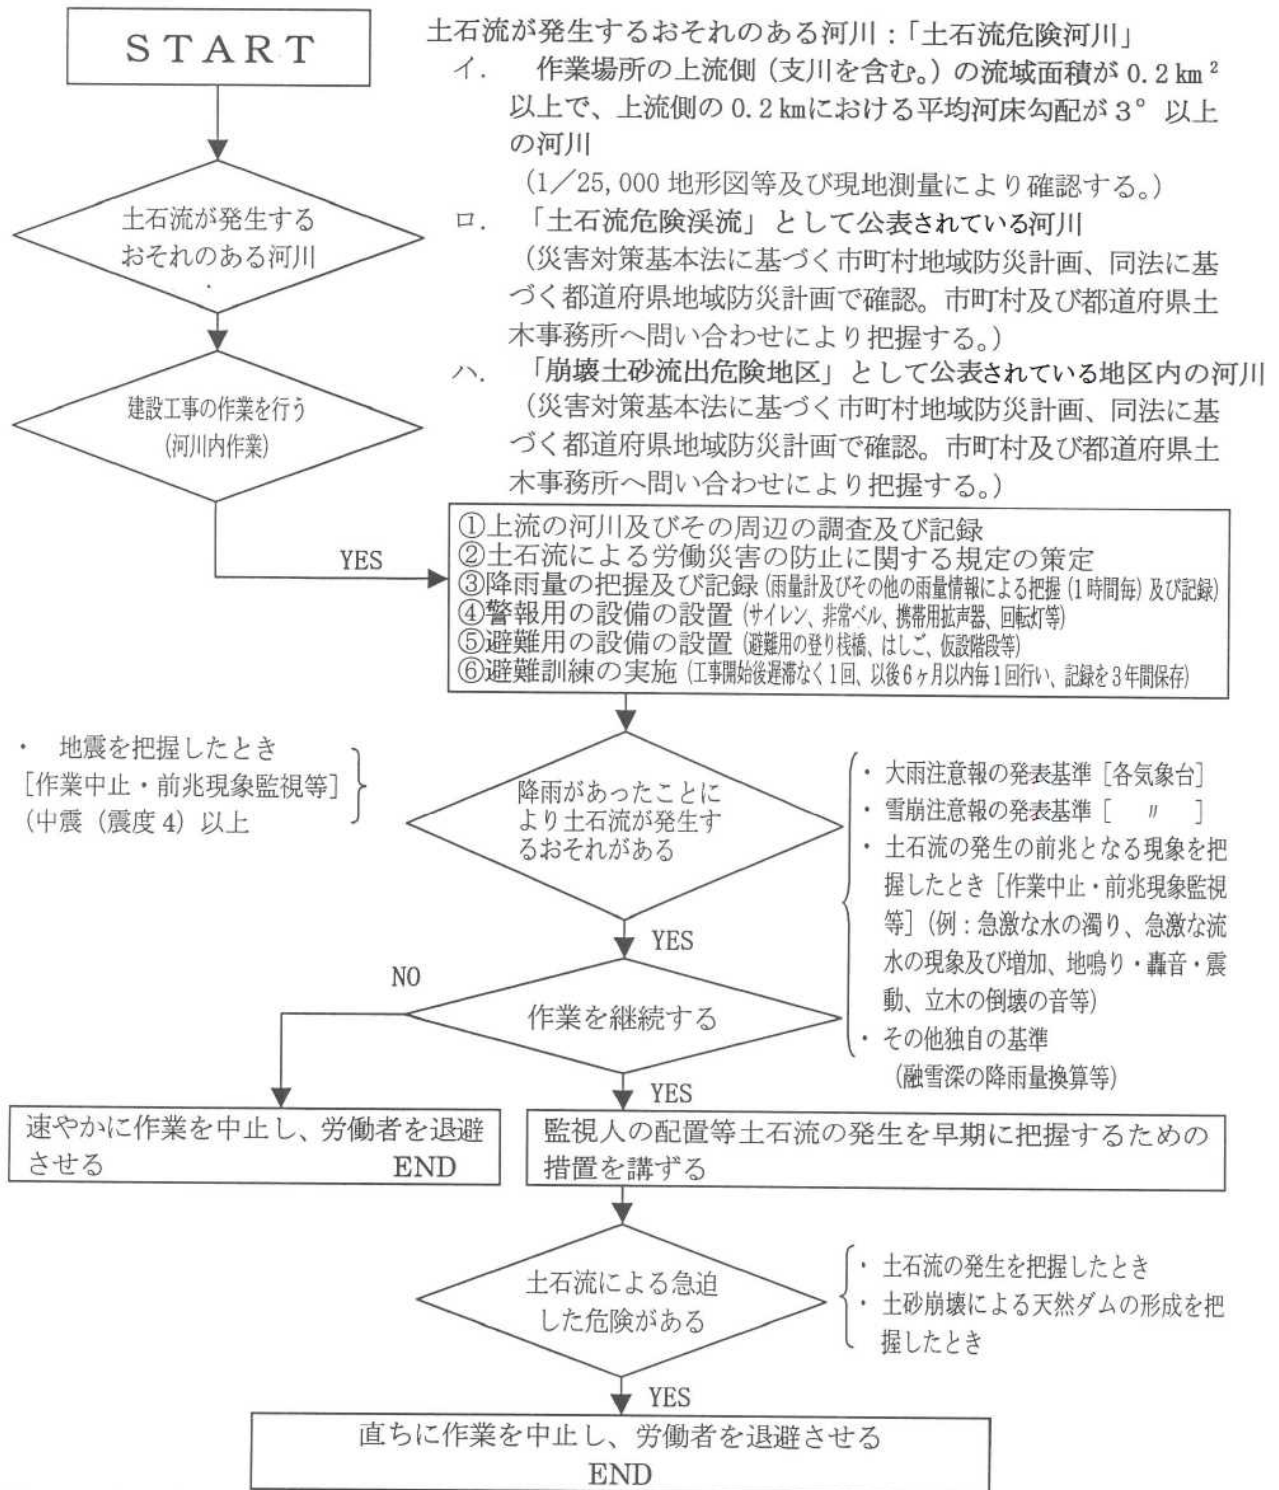 START
土石流が発生するおそれのある河川:「土石流危険河川」
イ. 作業場所の上流側(支川を含む。)の流域面積が0.2km²
以上で、上流側の0.2kmにおける平均河床勾配が3°以上
の河川
(1/25,000地形図等及び現地測量により確認する。)
ロ. 「土石流危険渓流」として公表されている河川
(災害対策基本法に基づく市町村地域防災計画、同法に基
づく都道府県地域防災計画で確認。市町村及び都道府県土
木事務所へ問い合わせにより把握する。)
ハ. 「崩壊土砂流出危険地区」として公表されている地区内の河川
(災害対策基本法に基づく市町村地域防災計画、同法に基
づく都道府県地域防災計画で確認。市町村及び都道府県土
木事務所へ問い合わせにより把握する。)
土石流が発生する
おそれのある河川
建設工事の作業を行う
(河川内作業)
YES
①上流の河川及びその周辺の調査及び記録
②土石流による労働災害の防止に関する規定の策定
③降雨量の把握及び記録(雨量計及びその他の雨量情報による把握(1時間毎)及び記録)
④警報用の設備の設置(サイレン、非常ベル、携帯用拡声器、回転灯等)
⑤避難用の設備の設置(避難用の登り桟橋、はしご、仮設階段等)
⑥避難訓練の実施(工事開始後遅滞なく1回、以後6ヶ月以内毎1回行い、記録を3年間保存)
・ 地震を把握したとき
[作業中止・前兆現象監視等]
(中震(震度4)以上
降雨があったことに
より土石流が発生す
るおそれがある
・大雨注意報の発表基準[各気象台]
・雪崩注意報の発表基準[ 〃 ]
・土石流の発生の前兆となる現象を把
握したとき[作業中止・前兆現象監視
等](例:急激な水の濁り、急激な流
水の現象及び増加、地鳴り・轟音・震
動、立木の倒壊の音等)
・その他独自の基準
(融雪深の降雨量換算等)
YES
NO
作業を継続する
YES
速やかに作業を中止し、労働者を退避
させる END
監視人の配置等土石流の発生を早期に把握するための
措置を講ずる
土石流による急迫
した危険がある
・土石流の発生を把握したとき
・土砂崩壊による天然ダムの形成を把
握したとき
YES
直ちに作業を中止し、労働者を退避させる
END